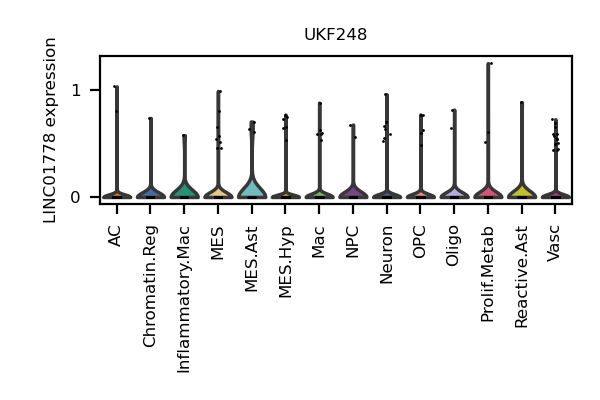 UKF248
LINC01778 expression
1
0
AC
Chromatin.Reg
Inflammatory.Mac
MES
MES.Ast
MES.Hyp
Mac
NPC
Neuron
OPC
Oligo
Prolif.Metab
Reactive.Ast
Vasc